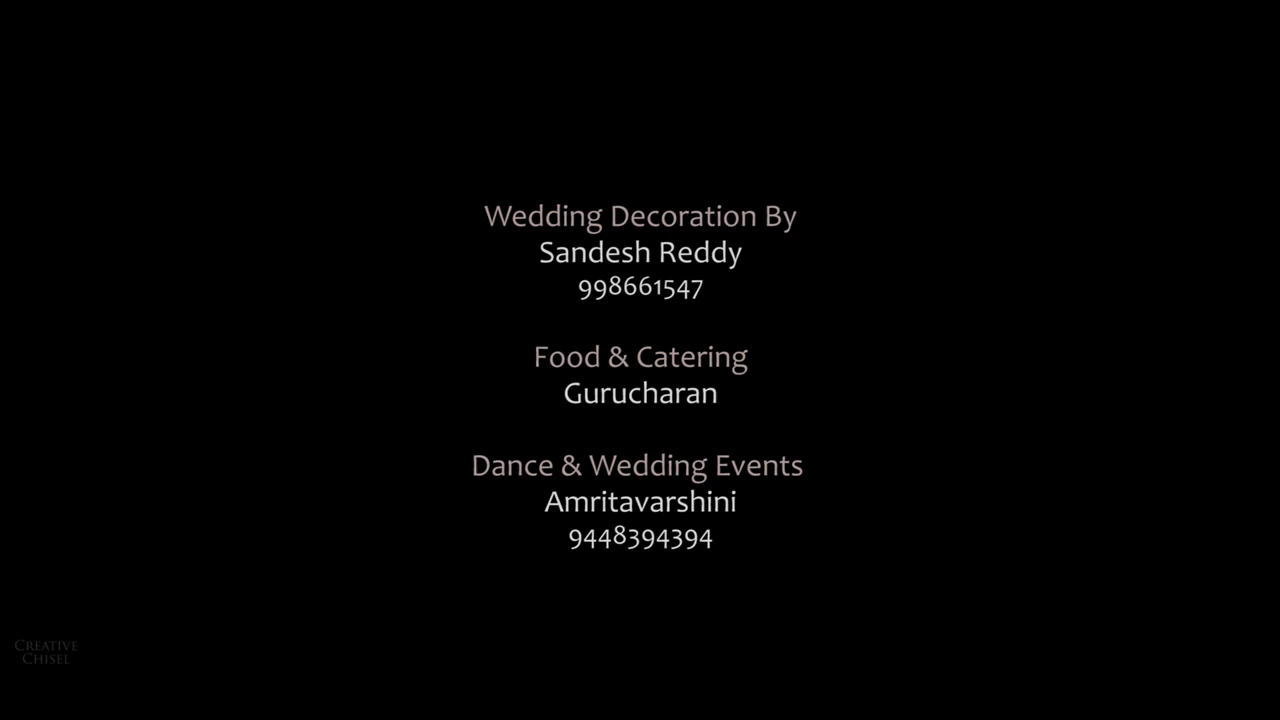 Wedding Decoration By
Sandesh Reddy
998661547
Food & Catering
Gurucharan
Dance & Wedding Events
Amritavarshini
9448394394
CREATIVE
CHISEL